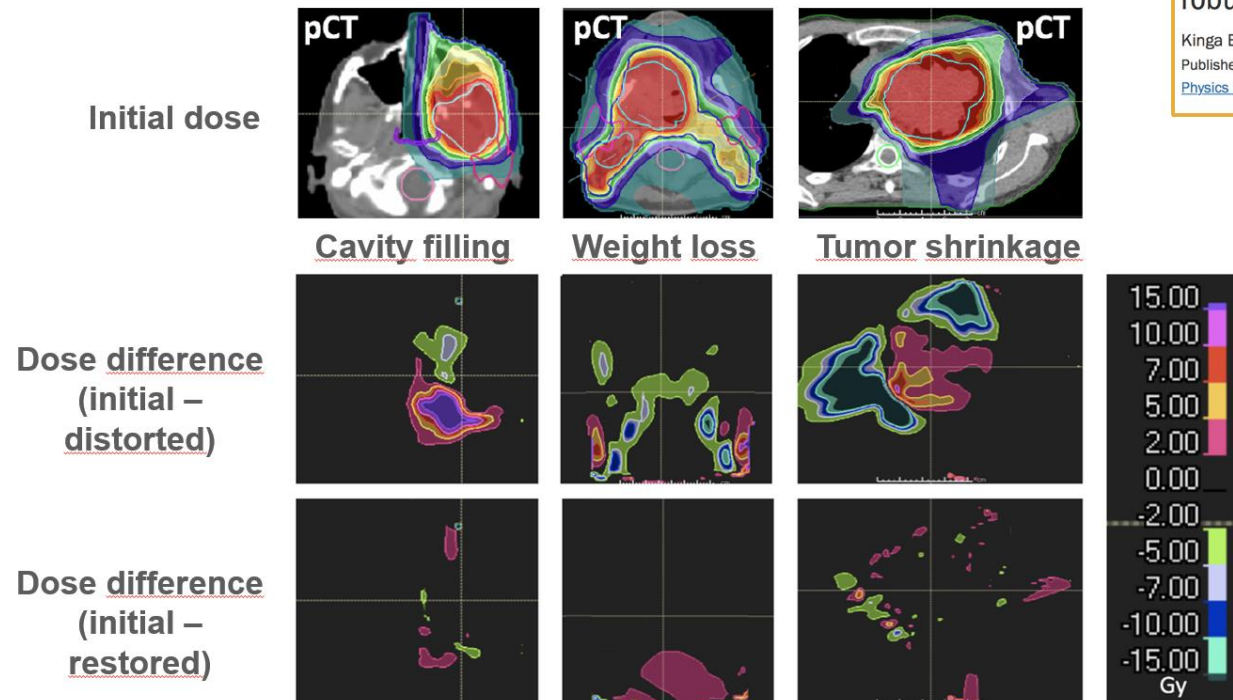 pCT
pCT
pCT
Kinga
Physics
Initial dose
Cavity filling
Weight loss
Tumor shrinkage
Dose difference
(initial –
distorted)
Dose difference
(initial –
restored)
15.00
10.00
7.00
5.00
2.00
0.00
-2.00
-5.00
-7.00
-10.00
-15.00
Gy